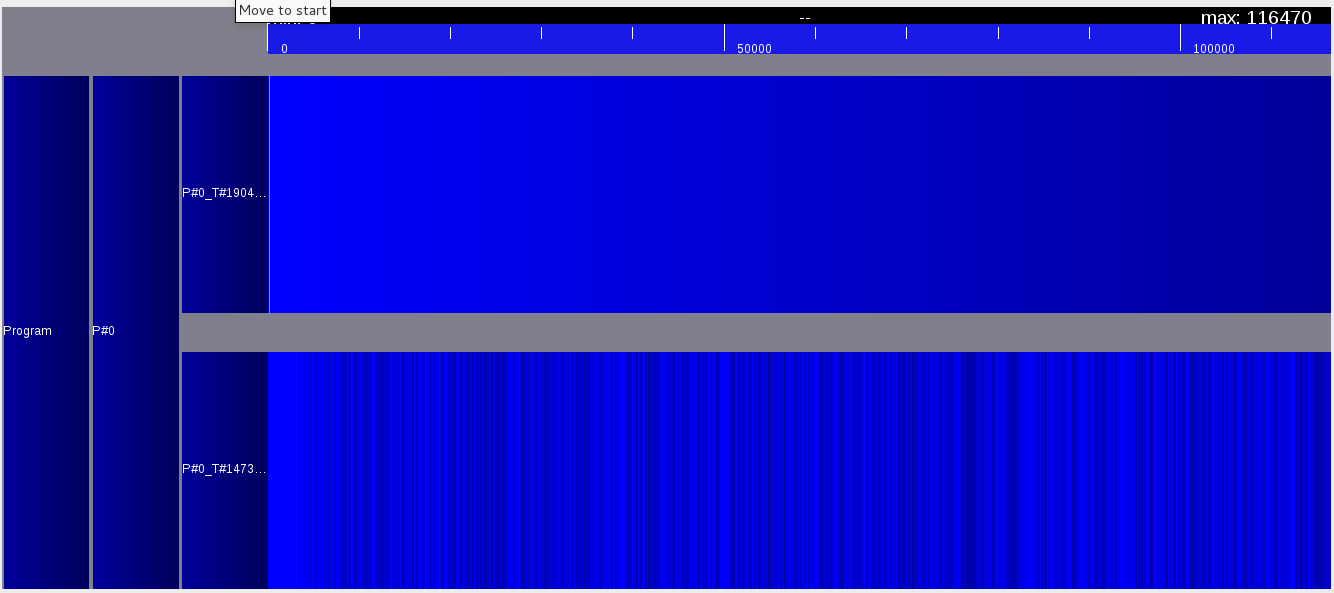 Move to start
--
max: 116470
0
50000
100000
P#0_T#1904...
Program
P#0
P#0_T#1473...